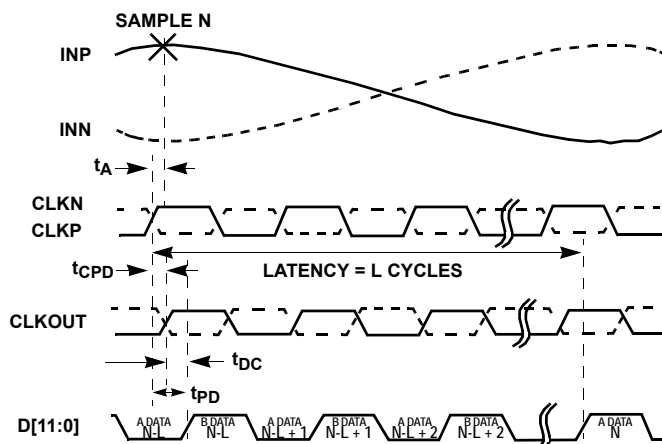 SAMPLE N
INP
INN
tA
CLKN
CLKP
tCPD
LATENCY = L CYCLES
CLKOUT
tDC
tPD
D[11:0]
A DATA
N-L
B DATA
N-L
A DATA
N-L + 1
B DATA
N-L + 1
A DATA
N-L + 2
B DATA
N-L + 2
A DATA
N